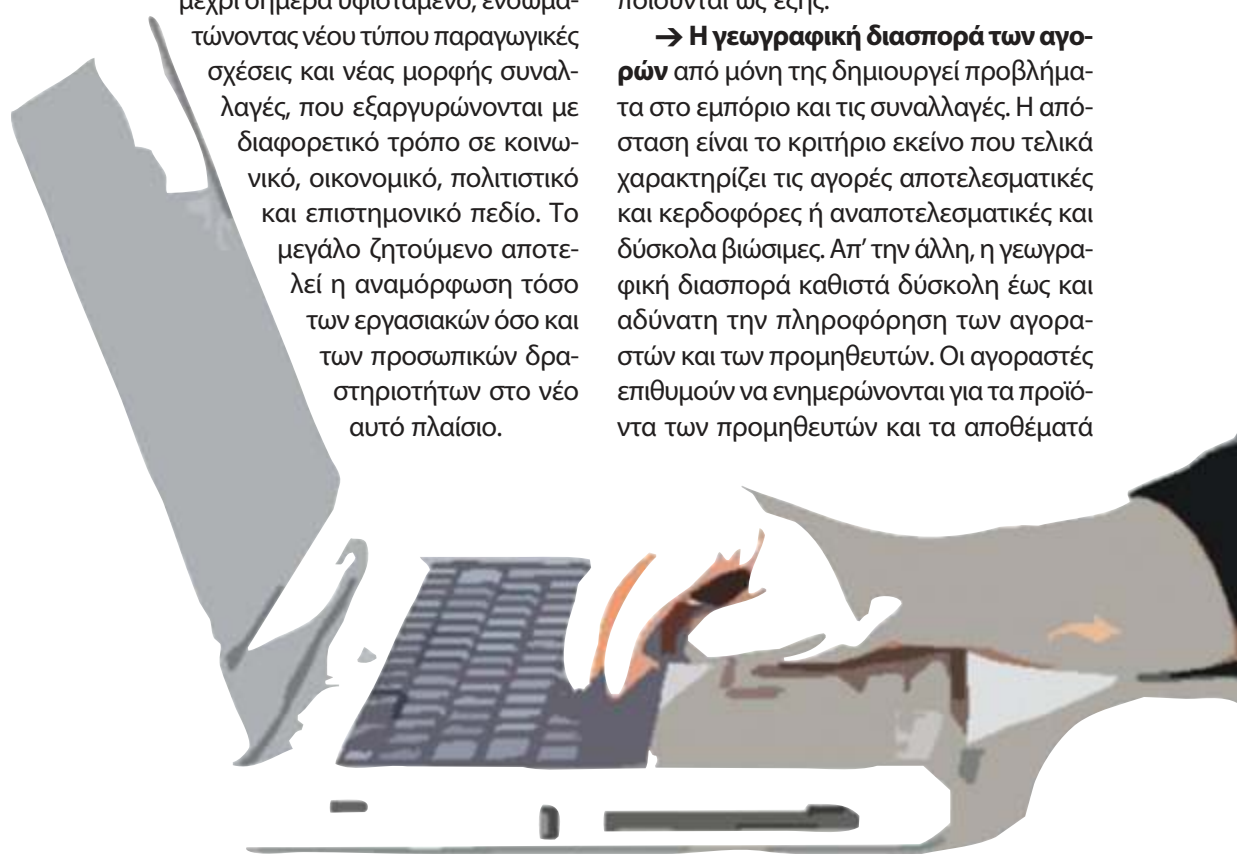 μέχρι σήμερα υφιστάμενο, ενσωμα-
τώνοντας νέου τύπου παραγωγικές
σχέσεις και νέας μορφής συναλ-
λαγές, που εξαργυρώνονται με
διαφορετικό τρόπο σε κοινω-
νικό, οικονομικό, πολιτιστικό
και επιστημονικό πεδίο. Το
μεγάλο ζητούμενο αποτε-
λεί η αναμόρφωση τόσο
των εργασιακών όσο και
των προσωπικών δρα-
στηριοτήτων στο νέο
αυτό πλαίσιο.
ποιούνται ως εξής.
→ Η γεωγραφική διασπορά των αγο-
ρών από μόνη της δημιουργεί προβλήμα-
τα στο εμπόριο και τις συναλλαγές. Η από-
σταση είναι το κριτήριο εκείνο που τελικά
χαρακτηρίζει τις αγορές αποτελεσματικές
και κερδοφόρες ή αναποτελεσματικές και
δύσκολα βιώσιμες. Απ’ την άλλη, η γεωγρα-
φική διασπορά καθιστά δύσκολη έως και
αδύνατη την πληροφόρηση των αγορα-
στών και των προμηθευτών. Οι αγοραστές
επιθυμούν να ενημερώνονται για τα προϊό-
ντα των προμηθευτών και τα αποθέματά